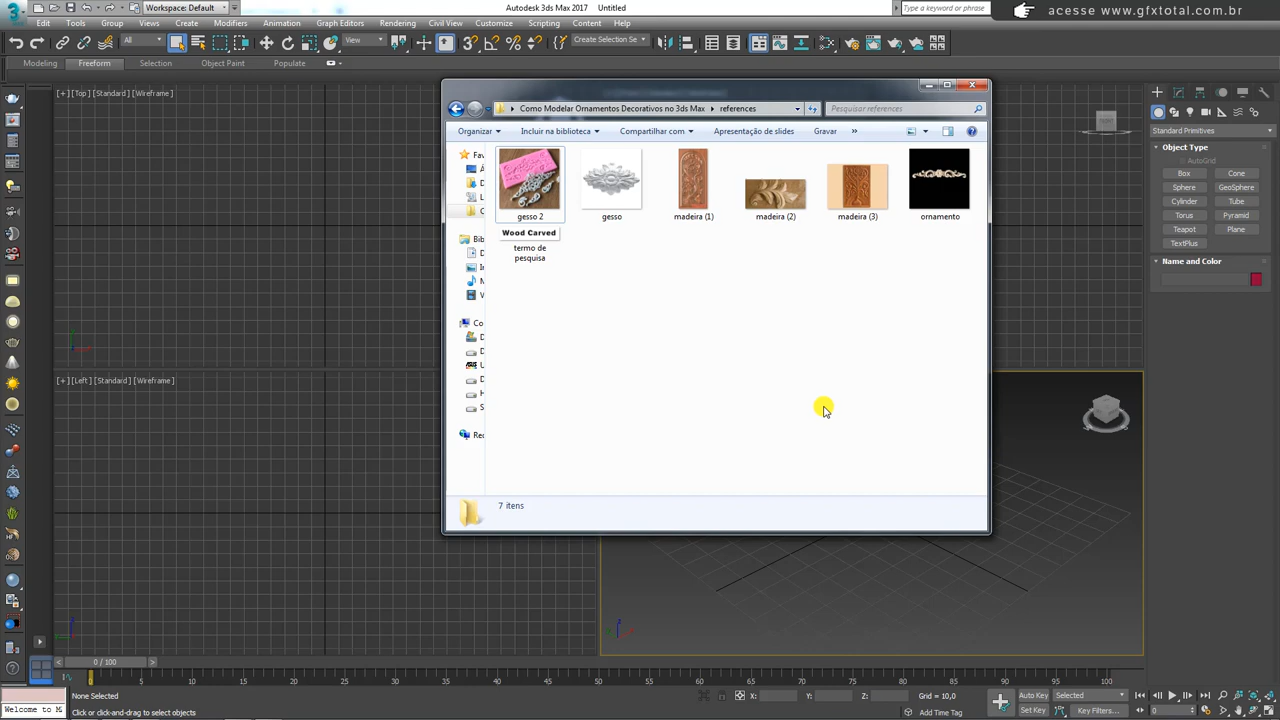 Autodesk 3ds Max 2017 Untitled
Workspace: Default
Type a keyword or phrase
acesse www.gfxtotal.com.br
Edit Tools Group Views Create Modifiers Animation Graph Editors Rendering Civil View Customize Scripting Content Help
All
View
Create Selection Se
Modeling Freeform Selection Object Paint Populate
[+] [Top] [Standard] [Wireframe]
Como Modelar Ornamentos Decorativos no 3ds Max references
Pesquisar references
Organizar Incluir na biblioteca Compartilhar com Apresentação de slides Gravar »
Fav
Bib
Co
Rec
gesso 2
gesso
madeira (1)
madeira (2)
madeira (3)
ornamento
Wood Carved
termo de
pesquisa
7 itens
Standard Primitives
Object Type
AutoGrid
Box Cone
Sphere GeoSphere
Cylinder Tube
Torus Pyramid
Teapot Plane
TextPlus
Name and Color
[+] [Left] [Standard] [Wireframe]
0 / 100
0 5 10 15 20 25 30 35 40 45 50 55 60 65 70 75 80 85 90 95 100
None Selected
X: Y: Z: Grid = 10,0
Auto Key Selected
Welcome to M
Click or click-and-drag to select objects
Add Time Tag
Set Key Key Filters...
0